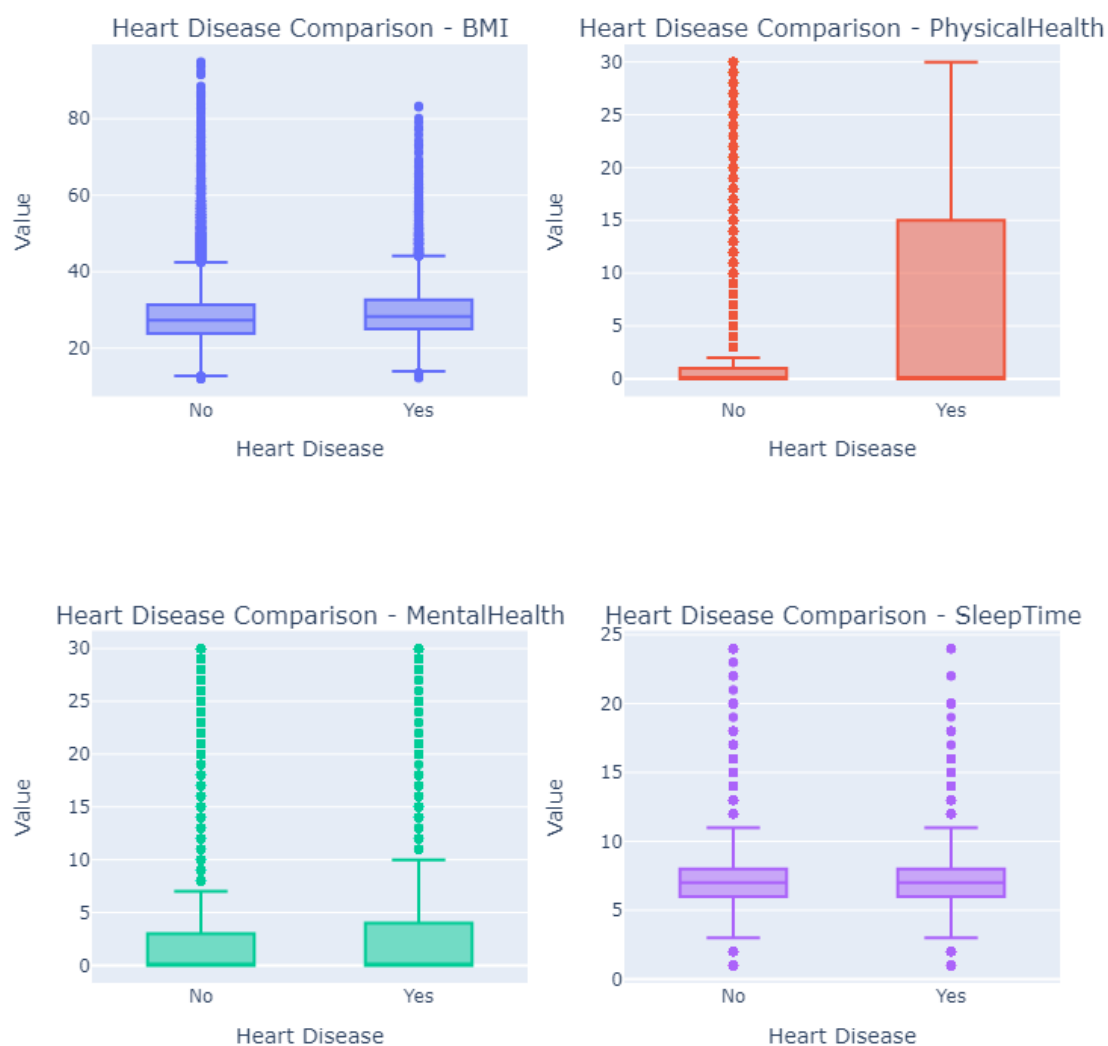 Heart Disease Comparison - BMI
Heart Disease Comparison - PhysicalHealth
Value
80
60
40
20
No
Yes
Heart Disease
Value
30
25
20
15
10
5
0
No
Yes
Heart Disease
Heart Disease Comparison - MentalHealth
Heart Disease Comparison - SleepTime
Value
30
25
20
15
10
5
0
No
Yes
Heart Disease
Value
25
20
15
10
5
0
No
Yes
Heart Disease